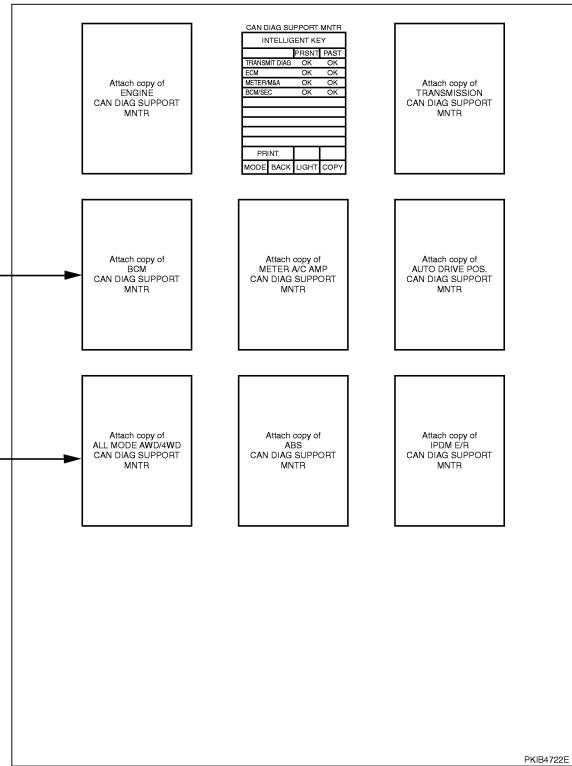 Attach copy of
ENGINE
CAN DIAG SUPPORT
MNTR
CAN DIAG SUPPORT MNTR
INTELLIGENT KEY
PRSNT PAST
TRANSMIT DIAG OK OK
ECM OK OK
METER/M&A OK OK
BCM/SEC OK OK
PRINT
MODE BACK LIGHT COPY
Attach copy of
TRANSMISSION
CAN DIAG SUPPORT
MNTR
Attach copy of
BCM
CAN DIAG SUPPORT
MNTR
Attach copy of
METER A/C AMP
CAN DIAG SUPPORT
MNTR
Attach copy of
AUTO DRIVE POS.
CAN DIAG SUPPORT
MNTR
Attach copy of
ALL MODE AWD/4WD
CAN DIAG SUPPORT
MNTR
Attach copy of
ABS
CAN DIAG SUPPORT
MNTR
Attach copy of
IPDM E/R
CAN DIAG SUPPORT
MNTR
PKIB4722E